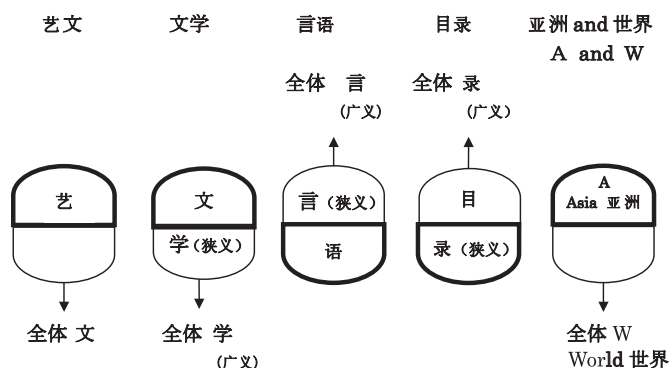 艺文 文学 言语 目录 亚洲 and 世界
A and W
全体 言 全体 录
(广义) (广义)
艺 文 言(狭义) 目 A
Asia 亚洲
学(狭义) 语 录(狭义)
全体 文 全体 学 全体 W
(广义) World 世界